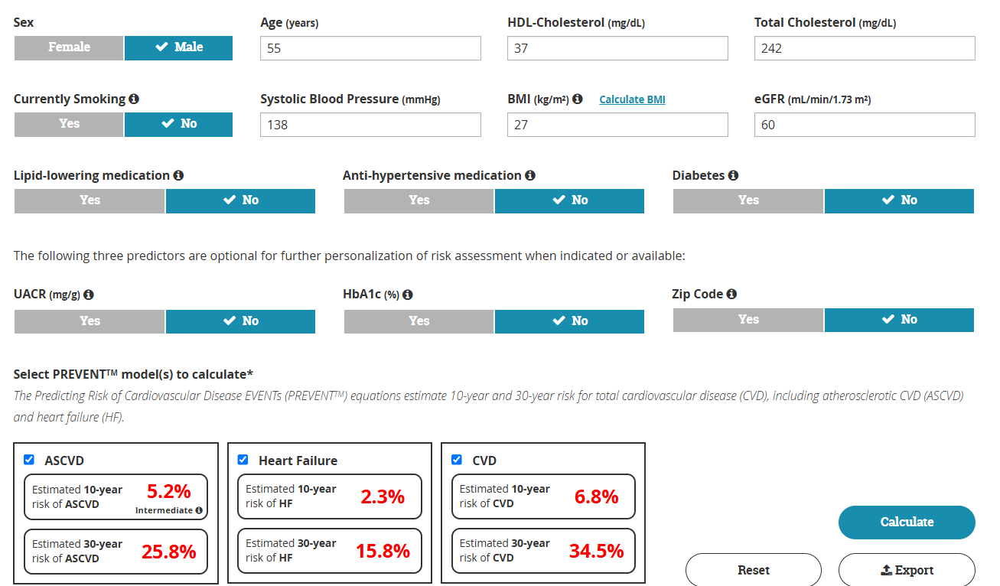 Sex
Age (years)
HDL-Cholesterol (mg/dL)
Total Cholesterol (mg/dL)
Female
Male
55
37
242
Currently Smoking
Systolic Blood Pressure (mmHg)
BMI (kg/m²)
Calculate BMI
eGFR (mL/min/1.73 m²)
Yes
No
138
27
60
Lipid-lowering medication
Anti-hypertensive medication
Diabetes
Yes
No
Yes
No
Yes
No
The following three predictors are optional for further personalization of risk assessment when indicated or available:
UACR (mg/g)
HbA1c (%)
Zip Code
Yes
No
Yes
No
Yes
No
Select PREVENT™ model(s) to calculate*
The Predicting Risk of Cardiovascular Disease EVENTs (PREVENT™) equations estimate 10-year and 30-year risk for total cardiovascular disease (CVD), including atherosclerotic CVD (ASCVD)
and heart failure (HF).
ASCVD
Estimated 10-year
risk of ASCVD
5.2%
Intermediate
Estimated 30-year
risk of ASCVD
25.8%
Heart Failure
Estimated 10-year
risk of HF
2.3%
Estimated 30-year
risk of HF
15.8%
CVD
Estimated 10-year
risk of CVD
6.8%
Estimated 30-year
risk of CVD
34.5%
Calculate
Reset
Export